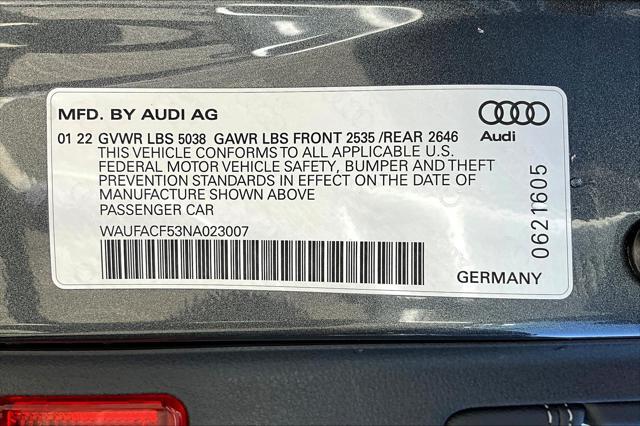 MFD. BY AUDI AG
01 22 GVWR LBS 5038 GAWR LBS FRONT 2535 /REAR 2646
Audi
THIS VEHICLE CONFORMS TO ALL APPLICABLE U.S.
FEDERAL MOTOR VEHICLE SAFETY, BUMPER AND THEFT
PREVENTION STANDARDS IN EFFECT ON THE DATE OF
MANUFACTURE SHOWN ABOVE
PASSENGER CAR
WAUFACF53NA023007
GERMANY
0621605